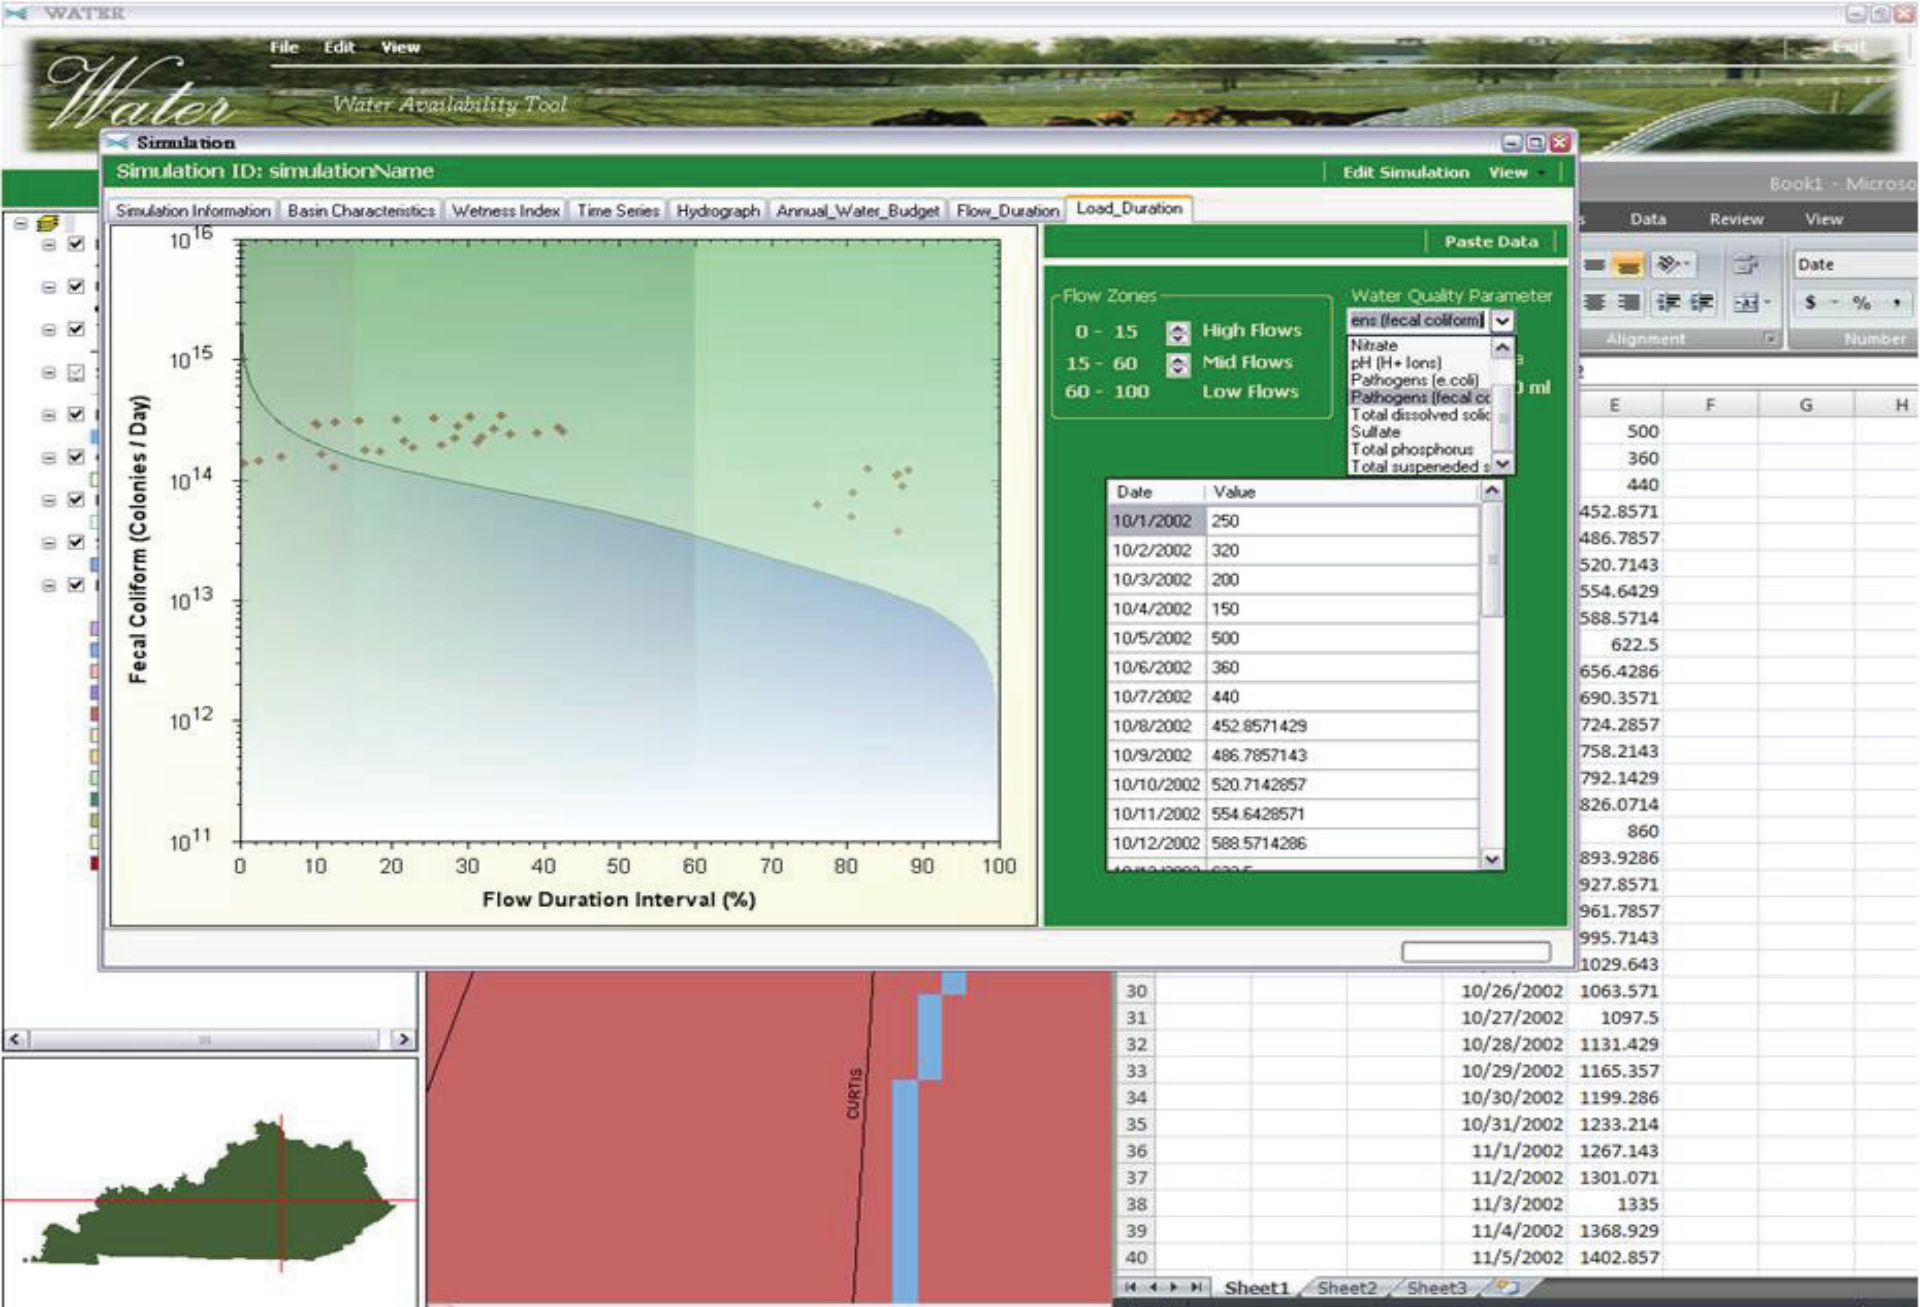 WATER
File Edit View
Exit
Water
Water Availability Tool
Simulation
Simulation ID: simulationName
Edit Simulation View
Simulation Information Basin Characteristics Wetness Index Time Series Hydrograph Annual_Water_Budget Flow_Duration Load_Duration
Paste Data
Flow Zones
0 - 15 High Flows
15 - 60 Mid Flows
60 - 100 Low Flows
Water Quality Parameter
ens (fecal coliform)
Nitrate
pH (H+ Ions)
Pathogens (e.coli)
Pathogens (fecal cc
Total dissolved solic
Sulfate
Total phosphorus
Total suspeneded s
0 ml
Date Value
10/1/2002 250
10/2/2002 320
10/3/2002 200
10/4/2002 150
10/5/2002 500
10/6/2002 360
10/7/2002 440
10/8/2002 452.8571429
10/9/2002 486.7857143
10/10/2002 520.7142857
10/11/2002 554.6428571
10/12/2002 588.5714286
Fecal Coliform (Colonies / Day)
10^16
10^15
10^14
10^13
10^12
10^11
0 10 20 30 40 50 60 70 80 90 100
Flow Duration Interval (%)
Book1 - Microso
s Data Review View
Date
$ - % ,
Alignment Number
E F G H
500
360
440
452.8571
486.7857
520.7143
554.6429
588.5714
622.5
656.4286
690.3571
724.2857
758.2143
792.1429
826.0714
860
893.9286
927.8571
961.7857
995.7143
1029.643
30 10/26/2002 1063.571
31 10/27/2002 1097.5
32 10/28/2002 1131.429
33 10/29/2002 1165.357
34 10/30/2002 1199.286
35 10/31/2002 1233.214
36 11/1/2002 1267.143
37 11/2/2002 1301.071
38 11/3/2002 1335
39 11/4/2002 1368.929
40 11/5/2002 1402.857
Sheet1 Sheet2 Sheet3
CURTIS